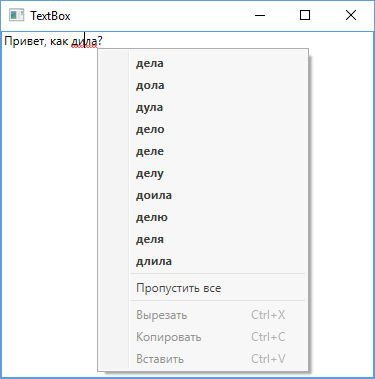 TextBox
Привет, как дила?
дела
дола
дула
дело
деле
делу
доила
делю
деля
длила
Пропустить все
Вырезать Ctrl+X
Копировать Ctrl+C
Вставить Ctrl+V